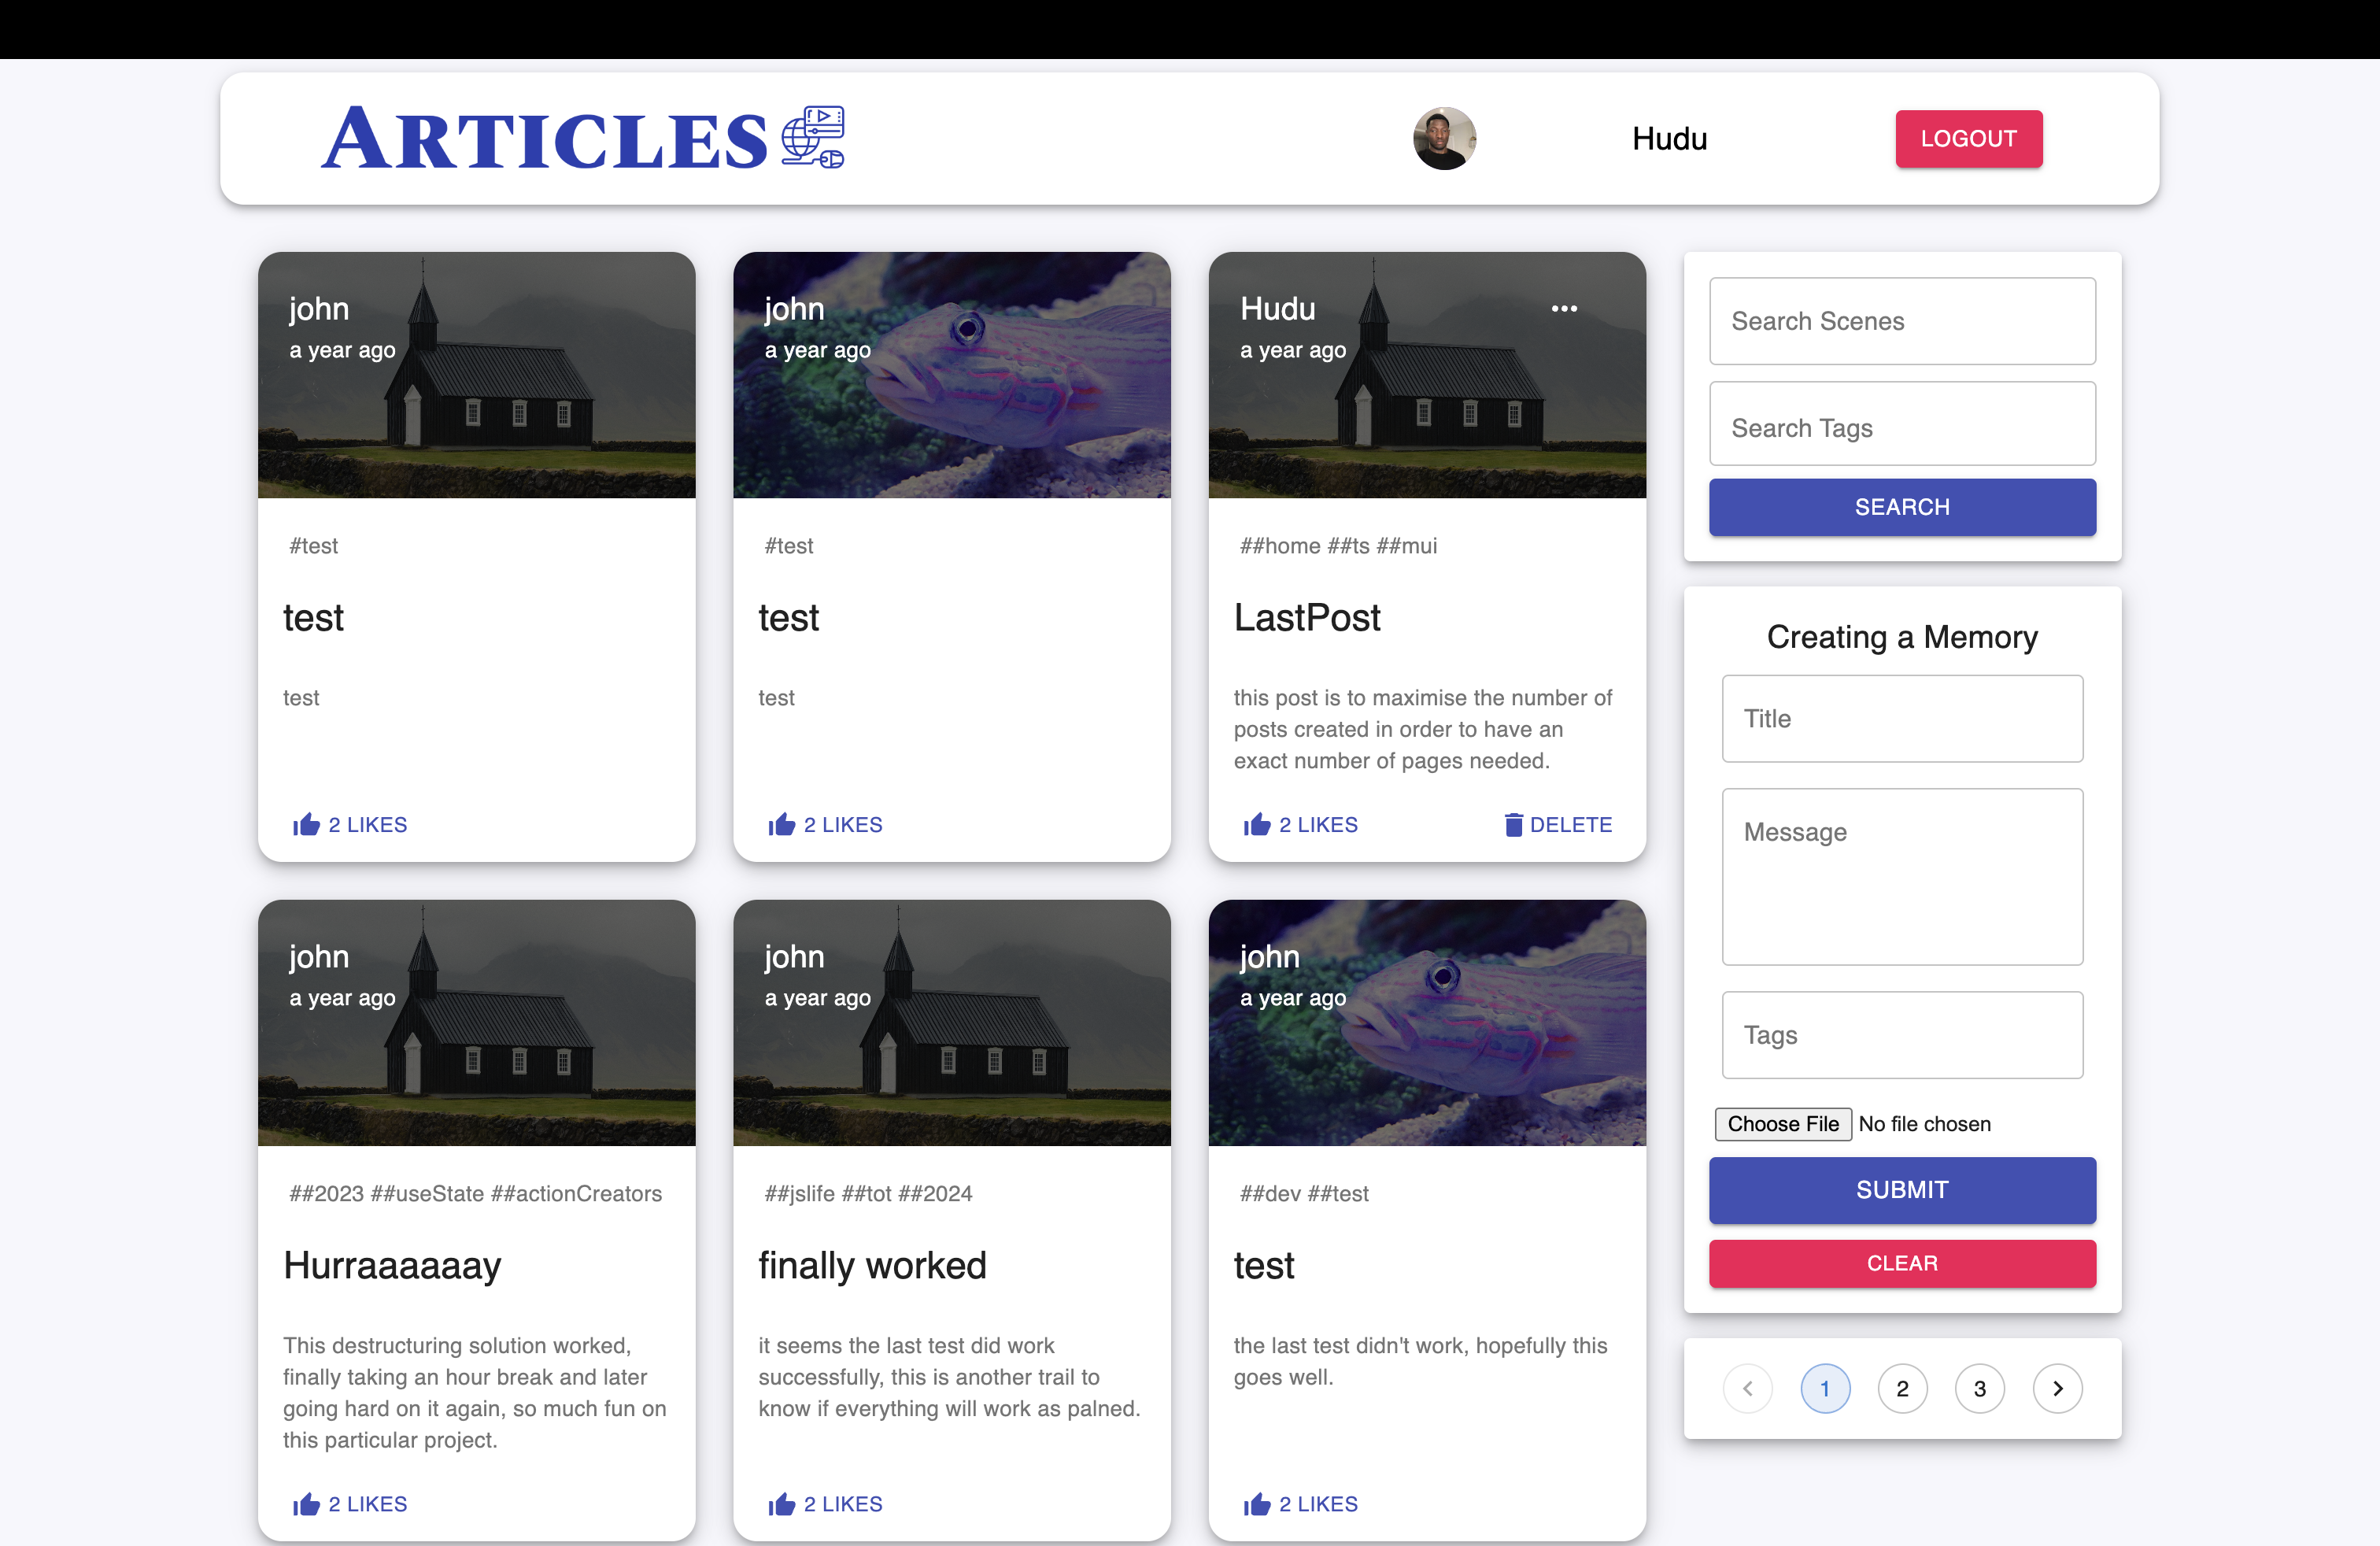 ARTICLES
Hudu
LOGOUT
john
a year ago
#test
test
test
2 LIKES
john
a year ago
#test
test
test
2 LIKES
Hudu
a year ago
##home ##ts ##mui
LastPost
this post is to maximise the number of
posts created in order to have an
exact number of pages needed.
2 LIKES
DELETE
john
a year ago
##2023 ##useState ##actionCreators
Hurraaaaaay
This destructuring solution worked,
finally taking an hour break and later
going hard on it again, so much fun on
this particular project.
2 LIKES
john
a year ago
##jslife ##tot ##2024
finally worked
it seems the last test did work
successfully, this is another trail to
know if everything will work as palned.
2 LIKES
john
a year ago
##dev ##test
test
the last test didn't work, hopefully this
goes well.
2 LIKES
Search Scenes
Search Tags
SEARCH
Creating a Memory
Title
Message
Tags
Choose File No file chosen
SUBMIT
CLEAR
1 2 3